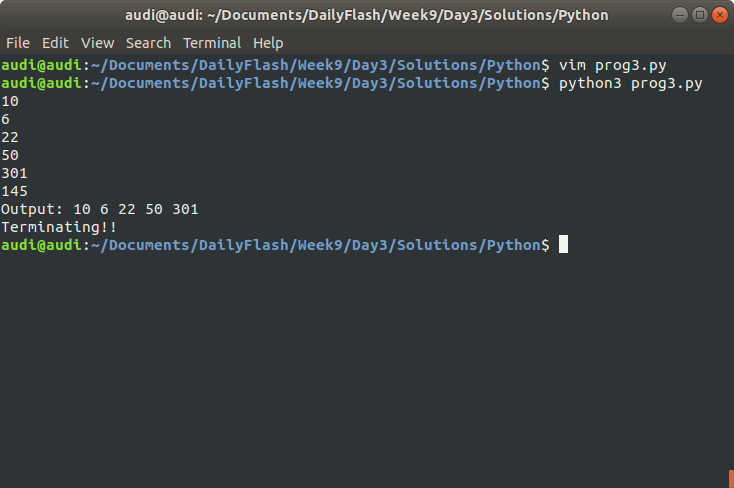 audi@audi: ~/Documents/DailyFlash/Week9/Day3/Solutions/Python
File Edit View Search Terminal Help
audi@audi:~/Documents/DailyFlash/Week9/Day3/Solutions/Python$ vim prog3.py
audi@audi:~/Documents/DailyFlash/Week9/Day3/Solutions/Python$ python3 prog3.py
10
6
22
50
301
145
Output: 10 6 22 50 301
Terminating!!
audi@audi:~/Documents/DailyFlash/Week9/Day3/Solutions/Python$